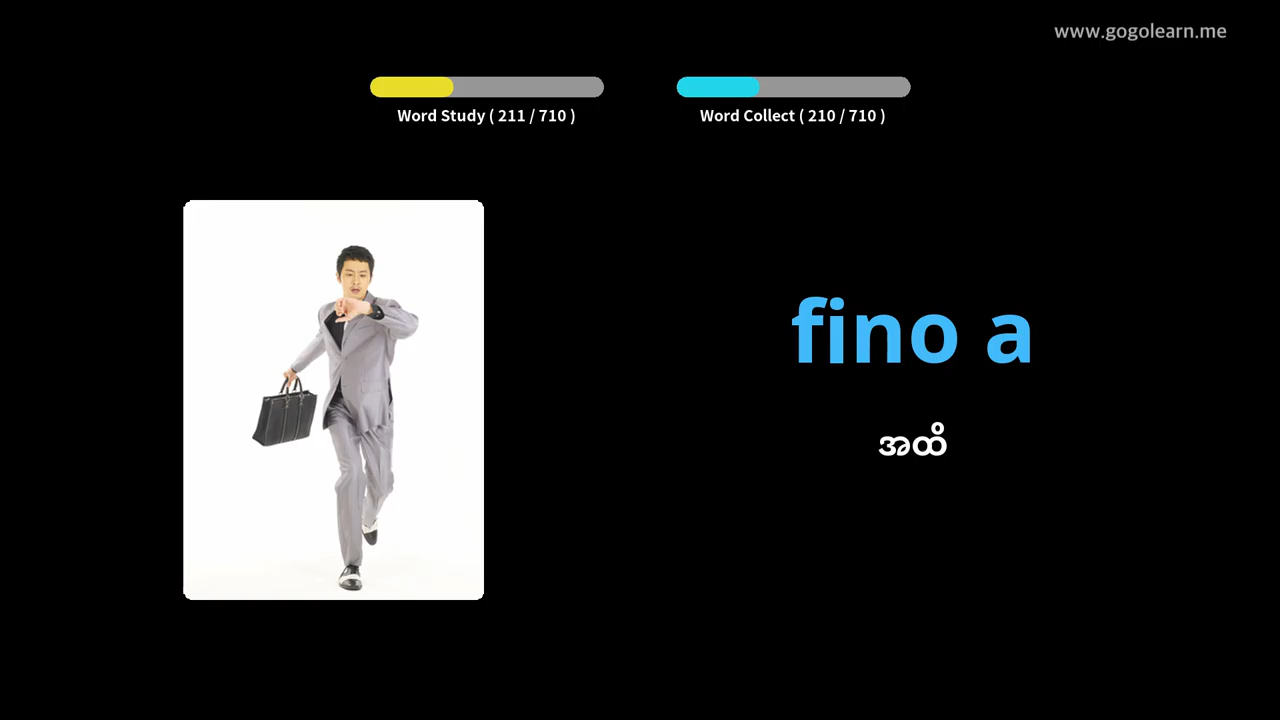 www.gogolearn.me
Word Study ( 211 / 710 )
Word Collect ( 210 / 710 )
fino a
အထိ